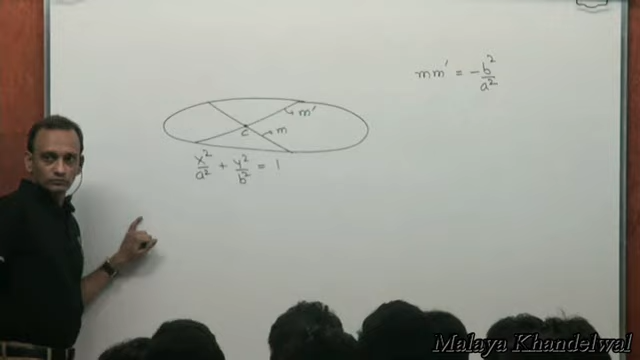 mm' = -b²/a²
m'
m
c
x²/a² + y²/b² = 1
Malaya Khandelwal